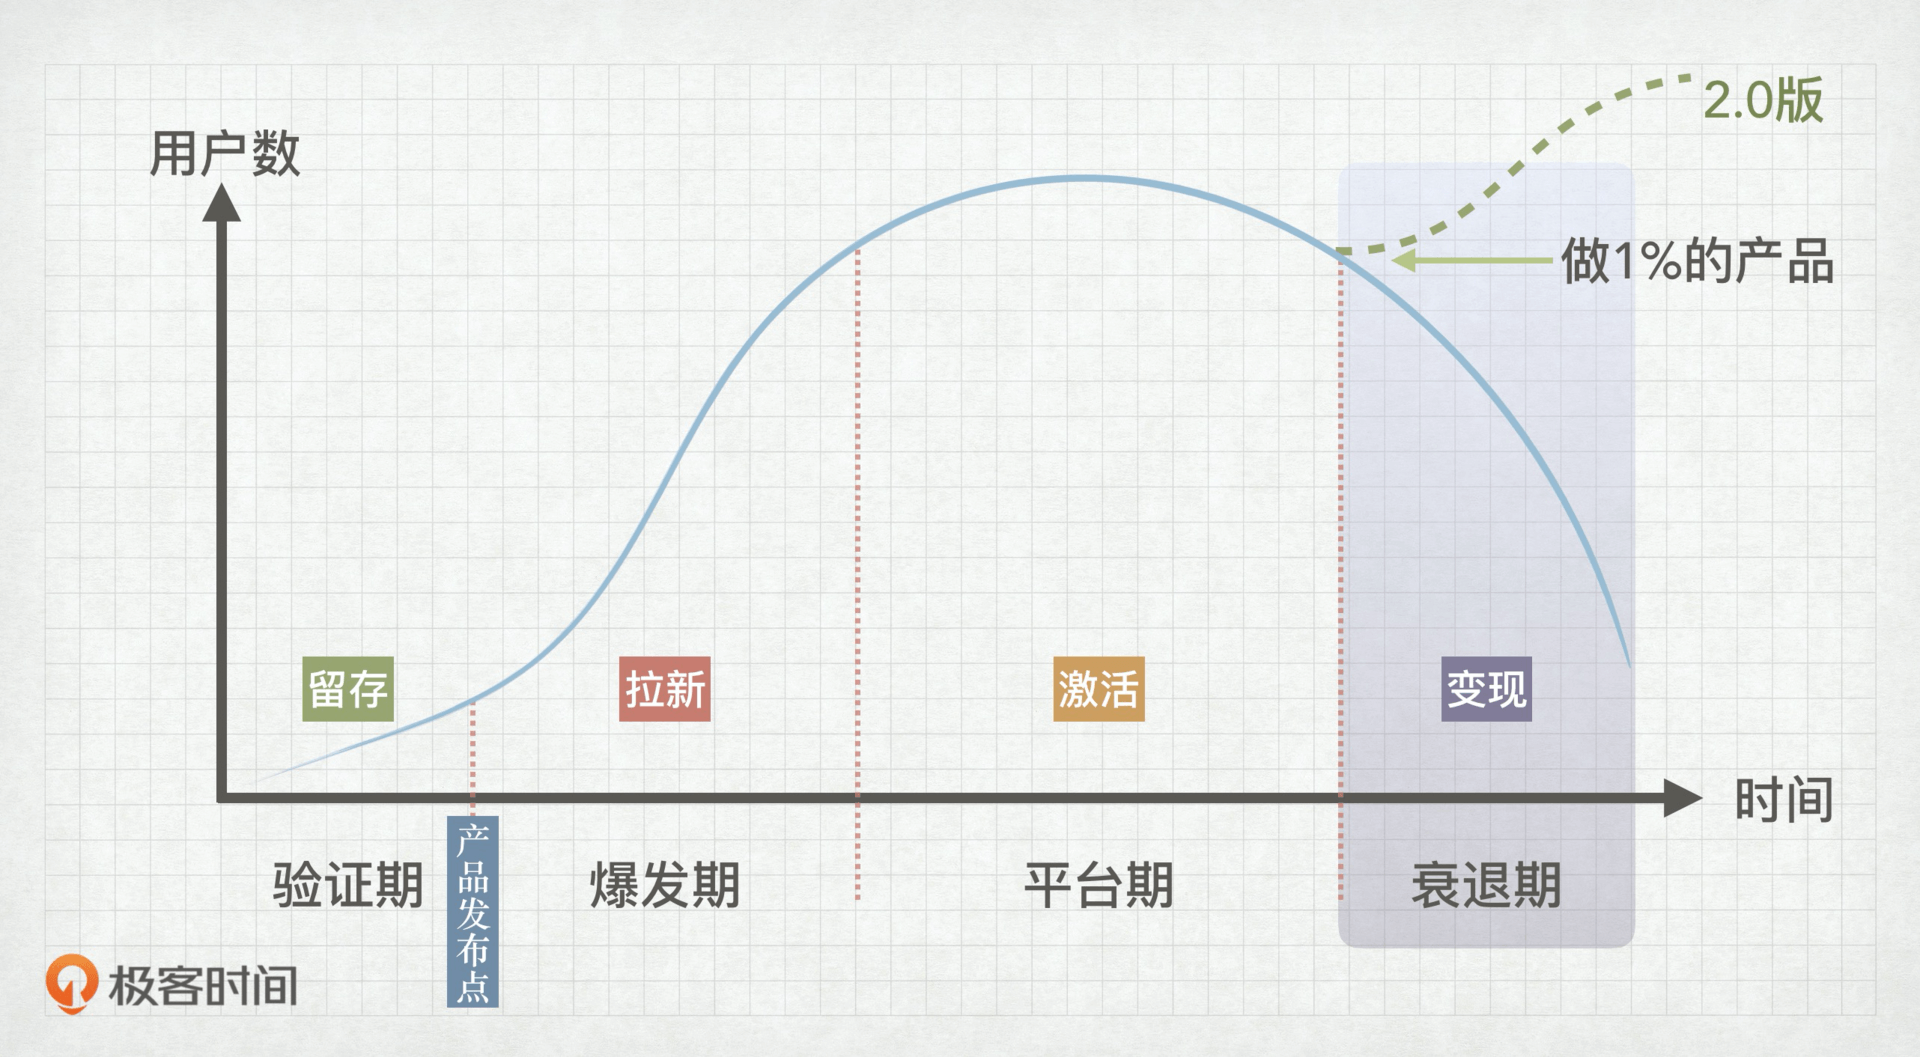 2.0版
用户数
做1%的产品
留存
拉新
激活
变现
时间
验证期
产品发布点
爆发期
平台期
衰退期
极客时间